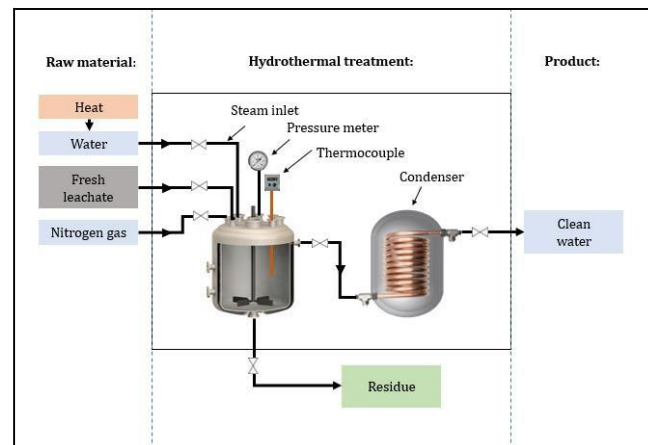 Raw material:
Hydrothermal treatment:
Product:
Heat
Steam inlet
Pressure meter
Water
Thermocouple
Fresh
leachate
Condenser
Nitrogen gas
Clean
water
Residue